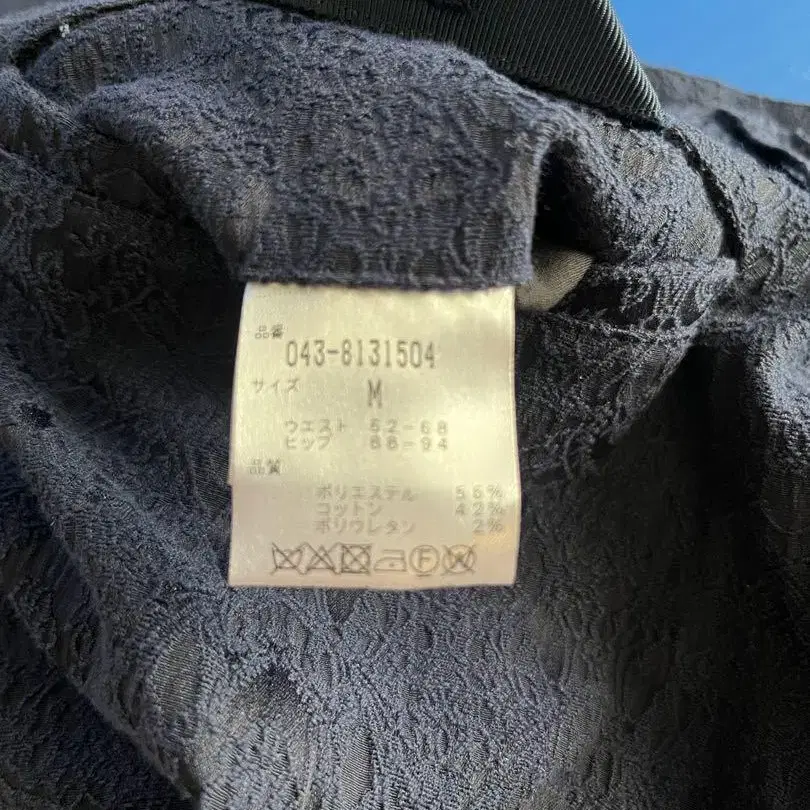 品番
043-8131504
サイズ
M
ウエスト 62-68
ヒップ 86-94
品質
ポリエステル 56%
コットン 42%
ポリウレタン 2%
F W